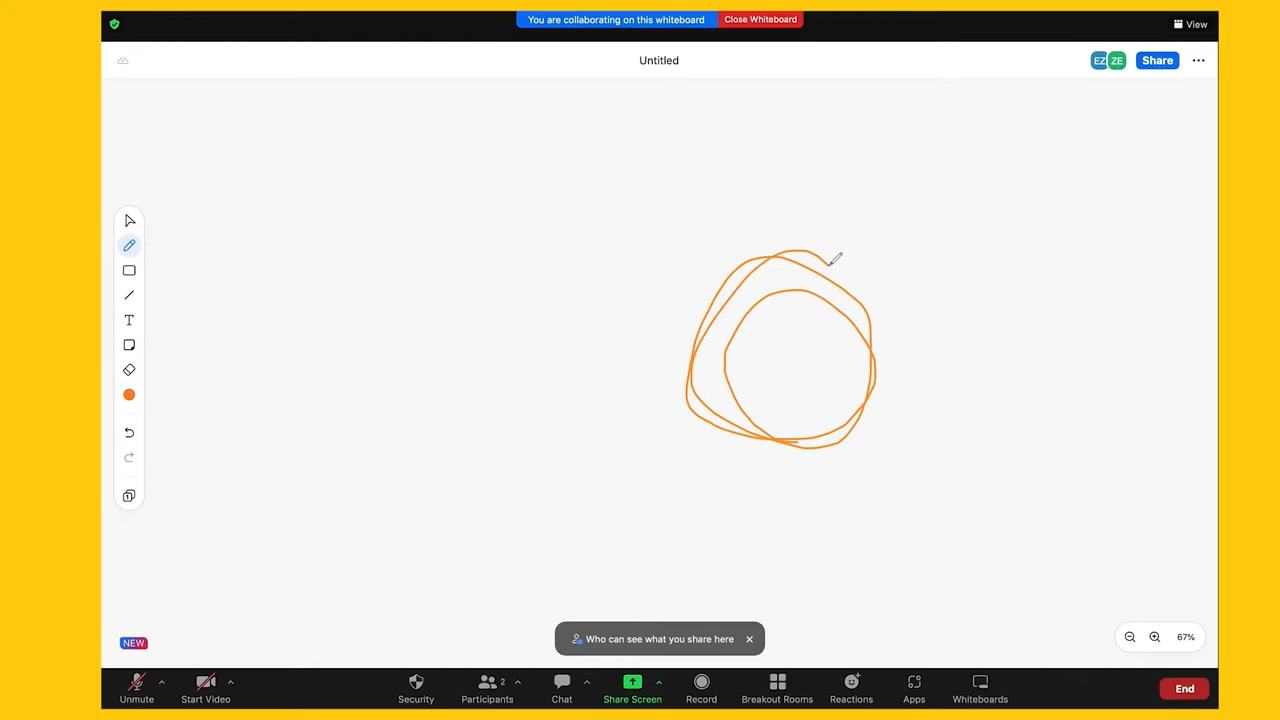 You are collaborating on this whiteboard
Close Whiteboard
View
Untitled
EZ
ZE
Share
T
1
NEW
Who can see what you share here
67%
Unmute
Start Video
Security
2
Participants
Chat
Share Screen
Record
Breakout Rooms
Reactions
Apps
Whiteboards
End